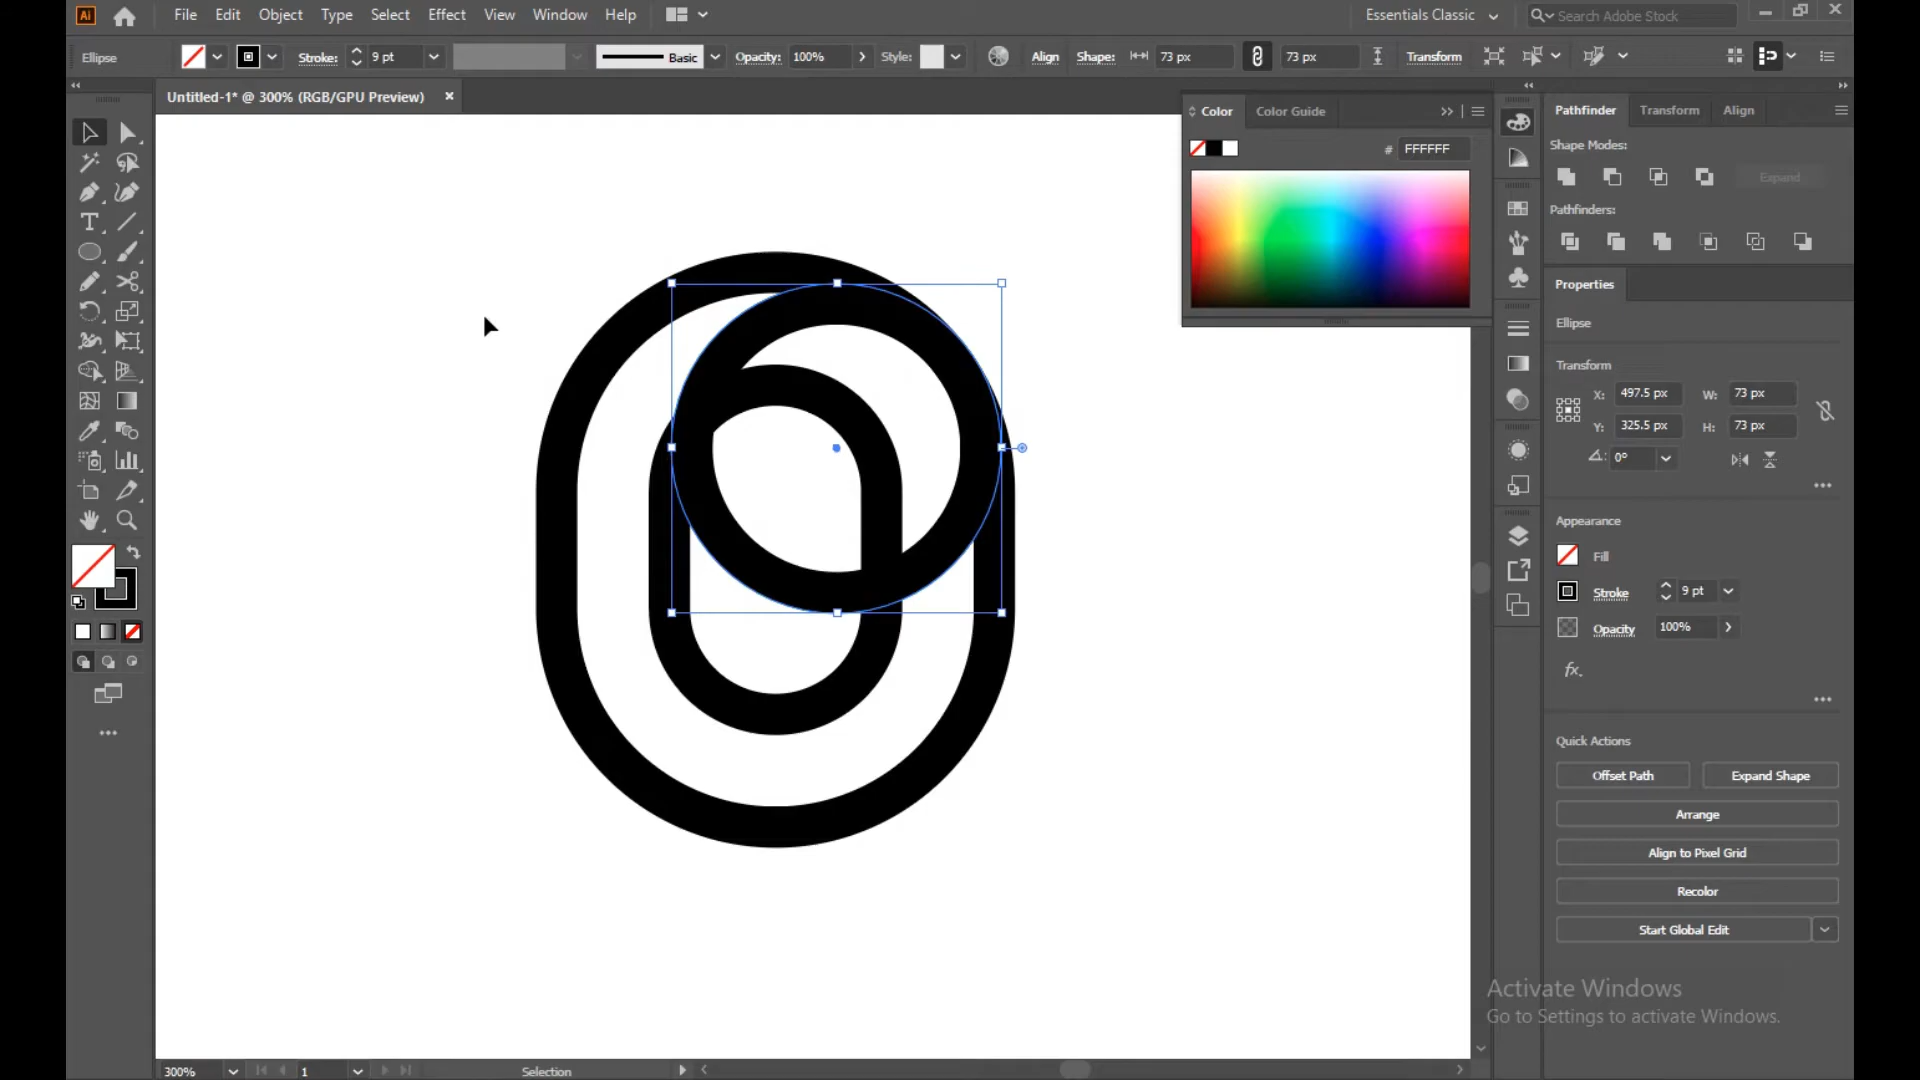 Ai File Edit Object Type Select Effect View Window Help Essentials Classic Search Adobe Stock
Ellipse Stroke: 9 pt Basic Opacity: 100% Style: Align Shape: 73 px 73 px Transform
Untitled-1* @ 300% (RGB/GPU Preview) ×
Color Color Guide
# FFFFFF
Pathfinder Transform Align
Shape Modes:
Expand
Pathfinders:
Properties
Ellipse
Transform
X: 497.5 px W: 73 px
Y: 325.5 px H: 73 px
0°
Appearance
Fill
Stroke 9 pt
Opacity 100%
fx.
Quick Actions
Offset Path Expand Shape
Arrange
Align to Pixel Grid
Recolor
Start Global Edit
Activate Windows
Go to Settings to activate Windows.
300% 1 Selection